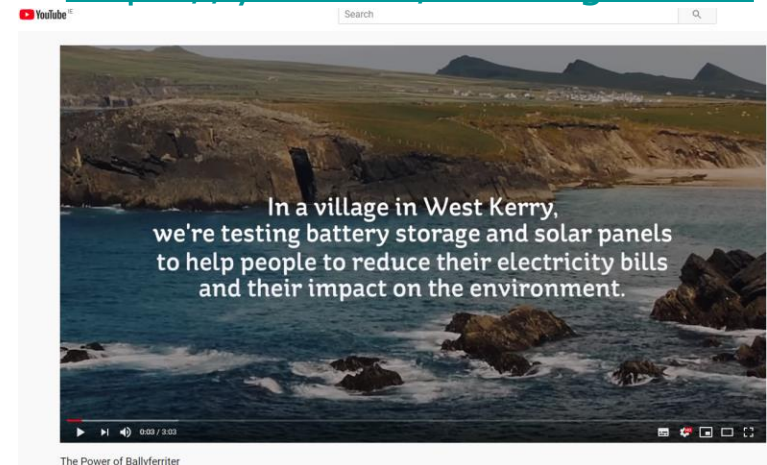 YouTube IE
Search
In a village in West Kerry,
we're testing battery storage and solar panels
to help people to reduce their electricity bills
and their impact on the environment.
0:03 / 3:03
The Power of Ballyferriter